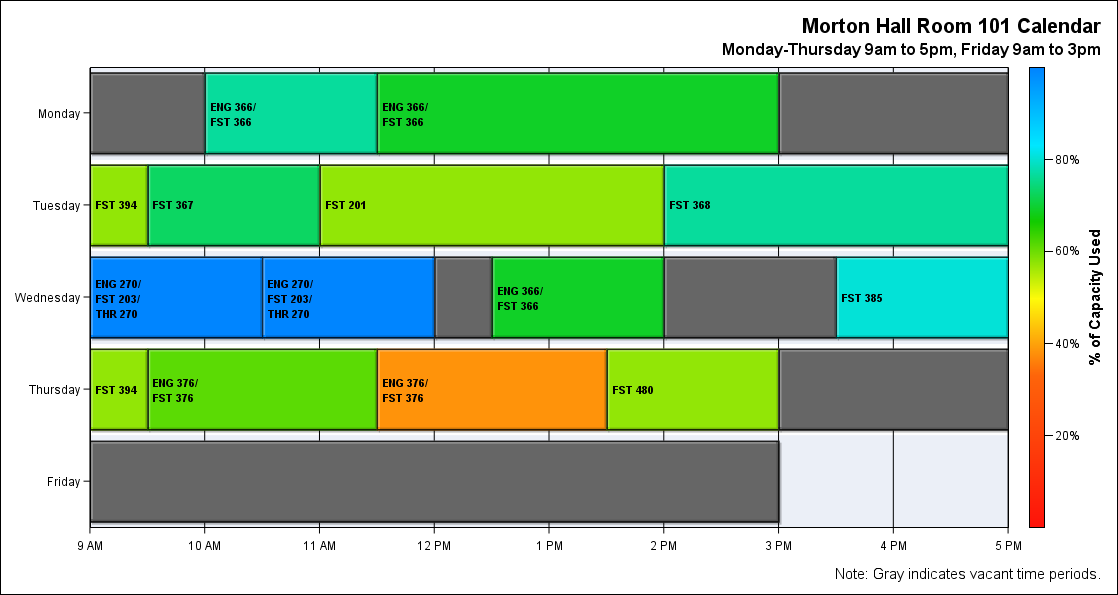 Morton Hall Room 101 Calendar
Monday-Thursday 9am to 5pm, Friday 9am to 3pm
Monday
ENG 366/
FST 366
ENG 366/
FST 366
Tuesday
FST 394
FST 367
FST 201
FST 368
Wednesday
ENG 270/
FST 203/
THR 270
ENG 270/
FST 203/
THR 270
ENG 366/
FST 366
FST 385
Thursday
FST 394
ENG 376/
FST 376
ENG 376/
FST 376
FST 480
Friday
9 AM
10 AM
11 AM
12 PM
1 PM
2 PM
3 PM
4 PM
5 PM
80%
60%
40%
20%
% of Capacity Used
Note: Gray indicates vacant time periods.